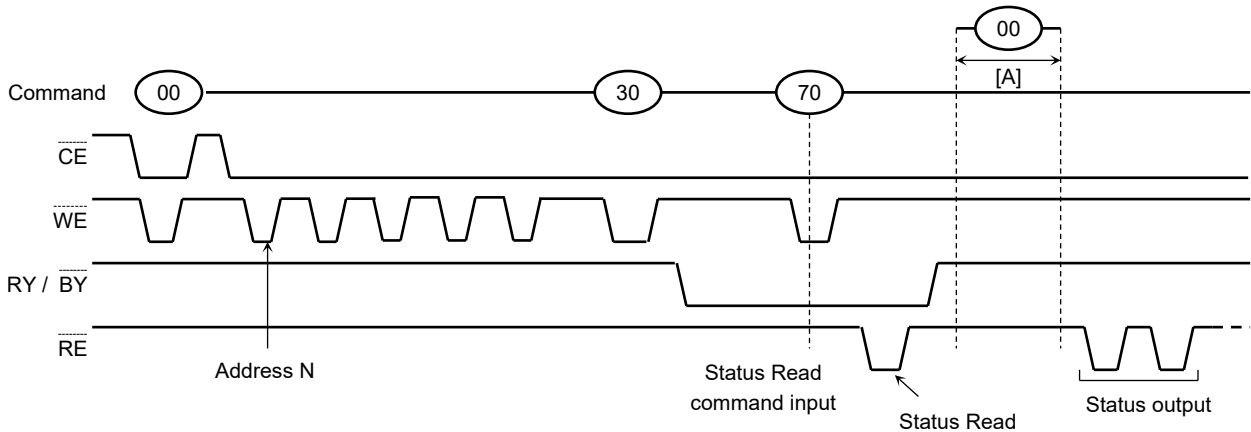 00
[A]
Command 00 30 70
CE
WE
RY / BY
RE
Address N
Status Read
command input
Status Read
Status output